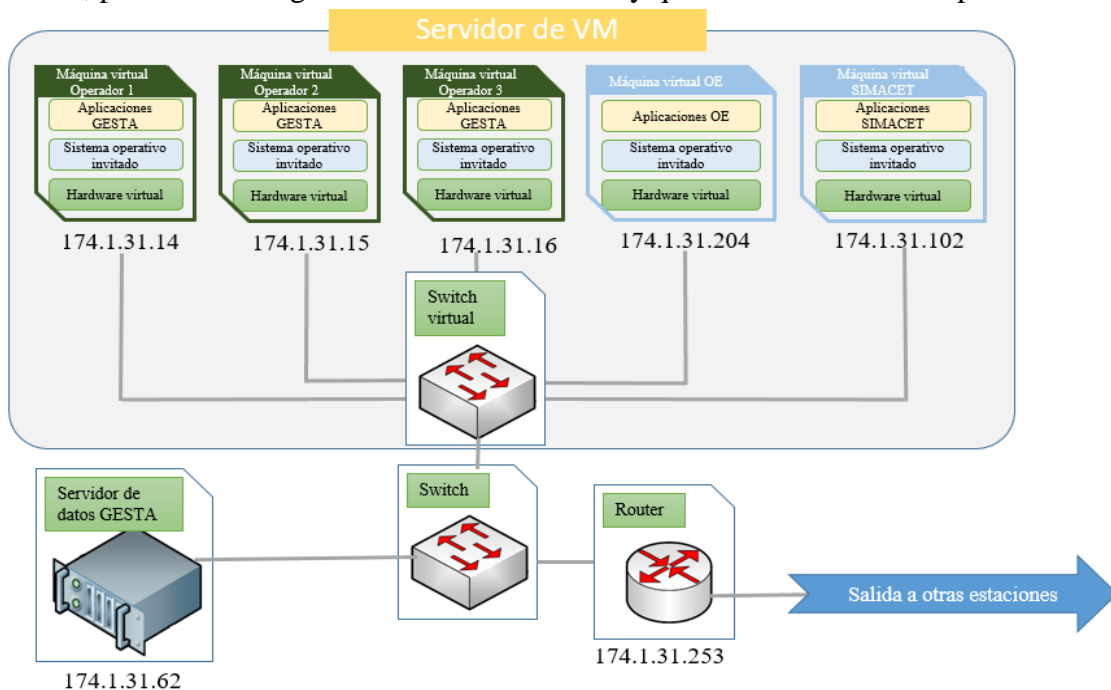 Servidor de VM
Máquina virtual
Operador 1
Aplicaciones
GESTA
Sistema operativo
invitado
Hardware virtual
174.1.31.14
Máquina virtual
Operador 2
Aplicaciones
GESTA
Sistema operativo
invitado
Hardware virtual
174.1.31.15
Máquina virtual
Operador 3
Aplicaciones
GESTA
Sistema operativo
invitado
Hardware virtual
174.1.31.16
Máquina virtual OE
Aplicaciones OE
Sistema operativo
invitado
Hardware virtual
174.1.31.204
Máquina virtual
SIMACET
Aplicaciones
SIMACET
Sistema operativo
invitado
Hardware virtual
174.1.31.102
Switch
virtual
Servidor de
datos GESTA
174.1.31.62
Switch
Router
174.1.31.253
Salida a otras estaciones